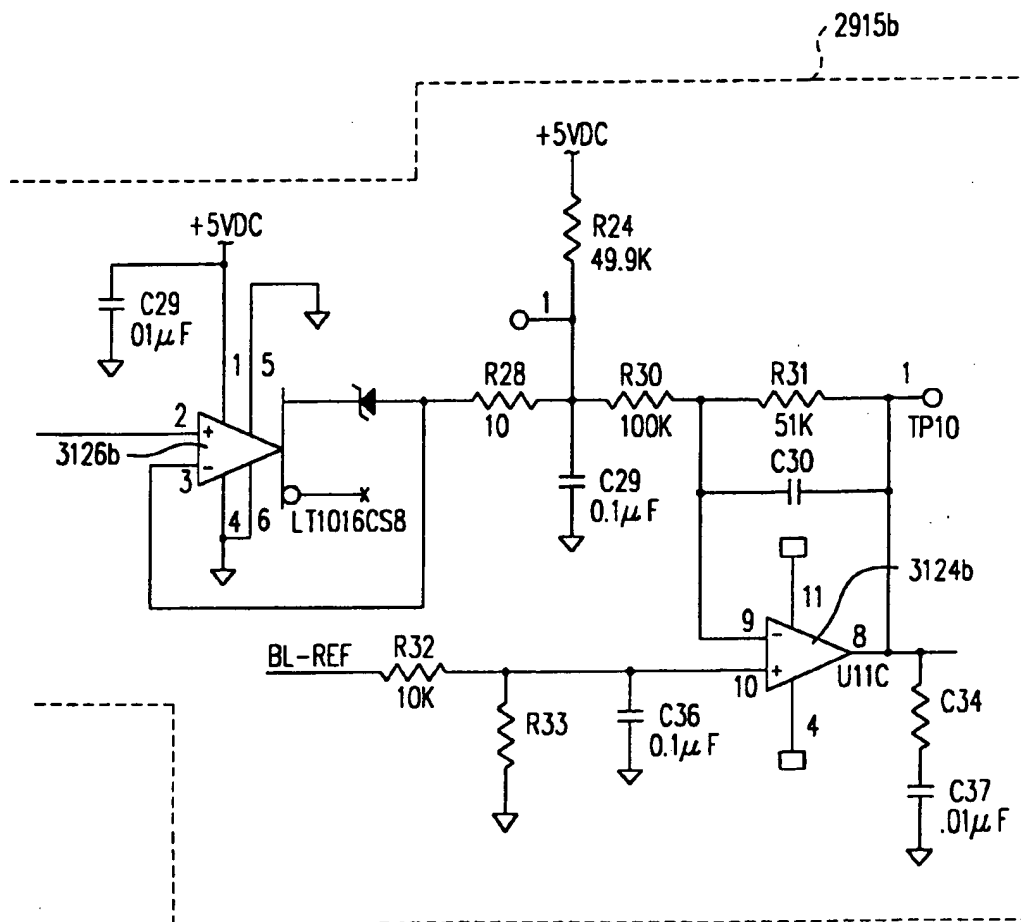 2915b
+5VDC
R24
49.9K
+5VDC
C29
01µF
1
5
1
R28
10
R30
100K
R31
51K
1
TP10
2
+
3126b
-
3
4
6
LT1016CS8
C29
0.1µF
C30
3124b
11
9
-
8
+
10
U11C
4
BL-REF
R32
10K
R33
C36
0.1µF
C34
C37
.01µF